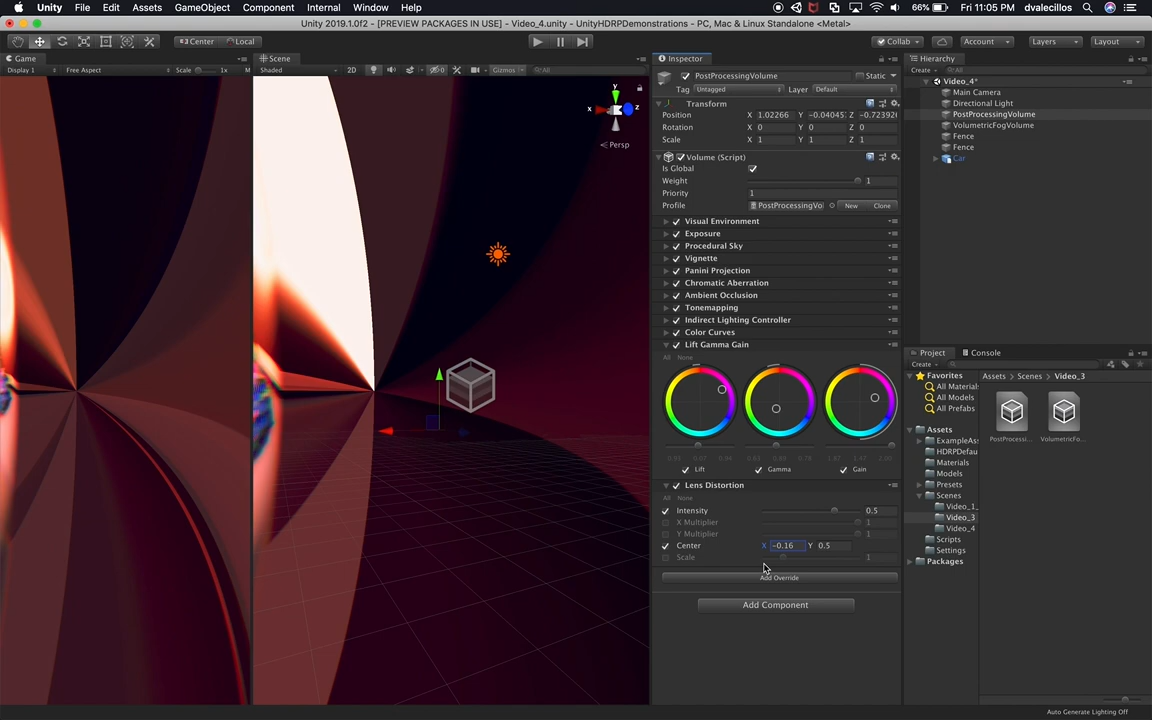 Unity File Edit Assets GameObject Component Internal Window Help 66% Fri 11:05 PM dvalecillos
Unity 2019.1.0f2 - [PREVIEW PACKAGES IN USE] - Video_4.unity - UnityHDRPDemonstrations - PC, Mac & Linux Standalone <Metal>
Center Local Collab Account Layers Layout
Game Scene Inspector Hierarchy
Display 1 Free Aspect Scale 1x Shaded 2D 0 Gizmos All
Create All
PostProcessingVolume Static
Tag Untagged Layer Default
Transform
Position X 1.02266 Y -0.04045 Z -0.72392
Rotation X 0 Y 0 Z 0
Scale X 1 Y 1 Z 1
Volume (Script)
Is Global
Weight 1
Priority 1
Profile PostProcessingVol New Clone
Visual Environment
Exposure
Procedural Sky
Vignette
Panini Projection
Chromatic Aberration
Ambient Occlusion
Tonemapping
Indirect Lighting Controller
Color Curves
Lift Gamma Gain
All None
Lift Gamma Gain
Lens Distortion
All None
Intensity 0.5
X Multiplier 1
Y Multiplier 1
Center X -0.16 Y 0.5
Scale 1
Add Override
Add Component
y
x z
Persp
Video_4*
Main Camera
Directional Light
PostProcessingVolume
VolumetricFogVolume
Fence
Fence
Car
Project Console
Create
Favorites
All Material
All Models
All Prefabs
Assets
ExampleAss
HDRPDefau
Materials
Models
Presets
Scenes
Video_1_
Video_3
Video_4
Scripts
Settings
Packages
Assets Scenes Video_3
PostProcessi... VolumetricFo...
Auto Generate Lighting Off